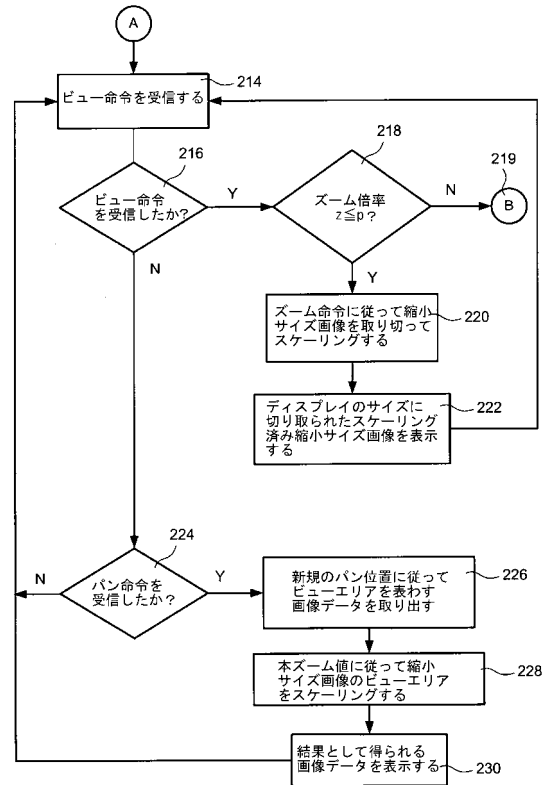 A
ビュー命令を受信する
214
216
ビュー命令
を受信したか?
Y
218
ズーム倍率
z≦p?
N
219
B
N
Y
ズーム命令に従って縮小
サイズ画像を取り切って
スケーリングする
220
ディスプレイのサイズに
切り取られたスケーリング
済み縮小サイズ画像を表示
する
222
224
パン命令を
受信したか?
N
Y
新規のパン位置に従って
ビューエリアを表わす
画像データを取り出す
226
本ズーム値に従って縮小
サイズ画像のビューエリア
をスケーリングする
228
結果として得られる
画像データを表示する
230